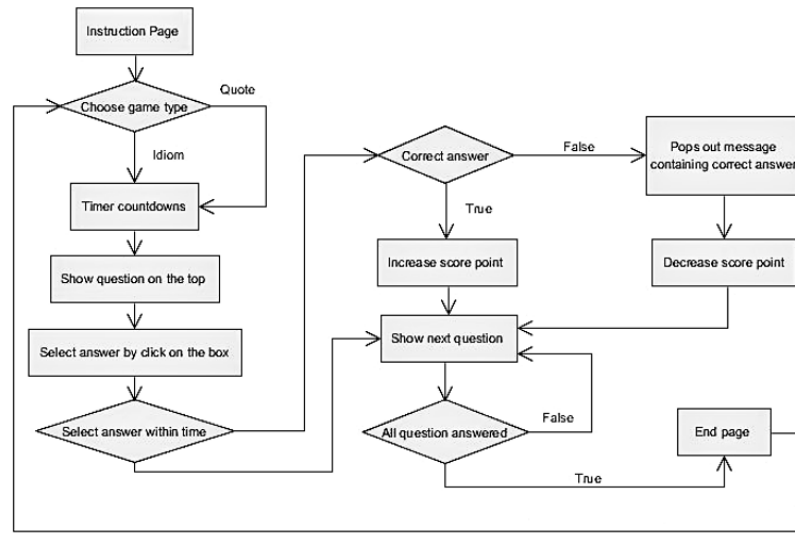 Instruction Page
Quote
Choose game type
Idiom
Timer countdowns
Show question on the top
Select answer by click on the box
Select answer within time
Correct answer
False
Pops out message
containing correct answer
True
Increase score point
Decrease score point
Show next question
False
All question answered
End page
True